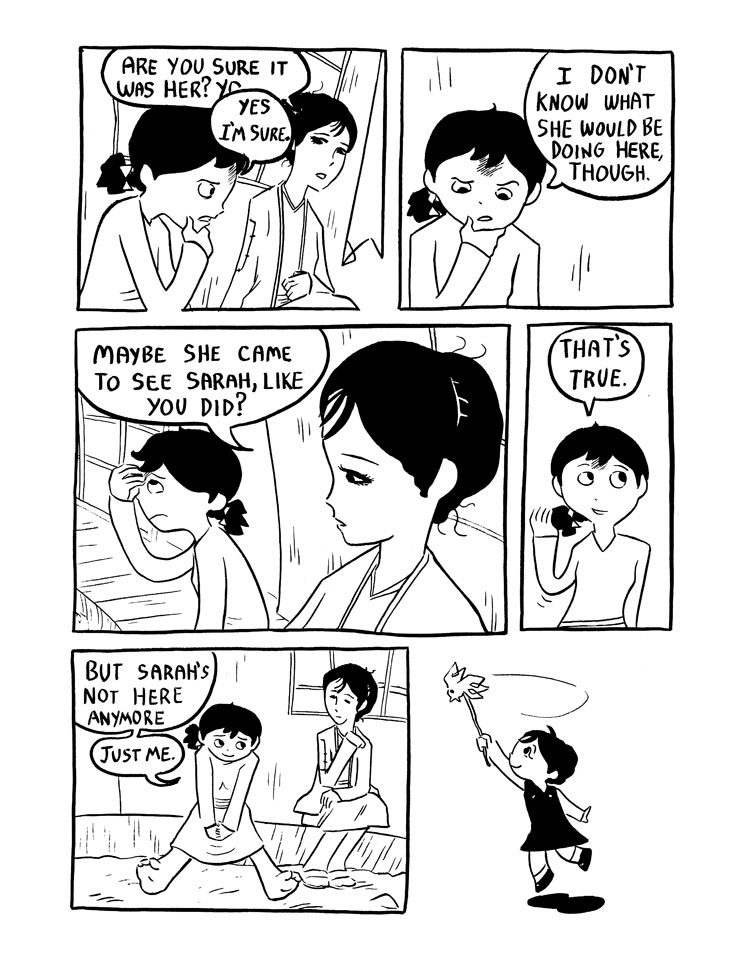 ARE YOU SURE IT
WAS HER?
YES
I'M SURE.
I DON'T
KNOW WHAT
SHE WOULD BE
DOING HERE,
THOUGH.
MAYBE SHE CAME
TO SEE SARAH, LIKE
YOU DID?
THAT'S
TRUE.
BUT SARAH'S
NOT HERE
ANYMORE
JUST ME.